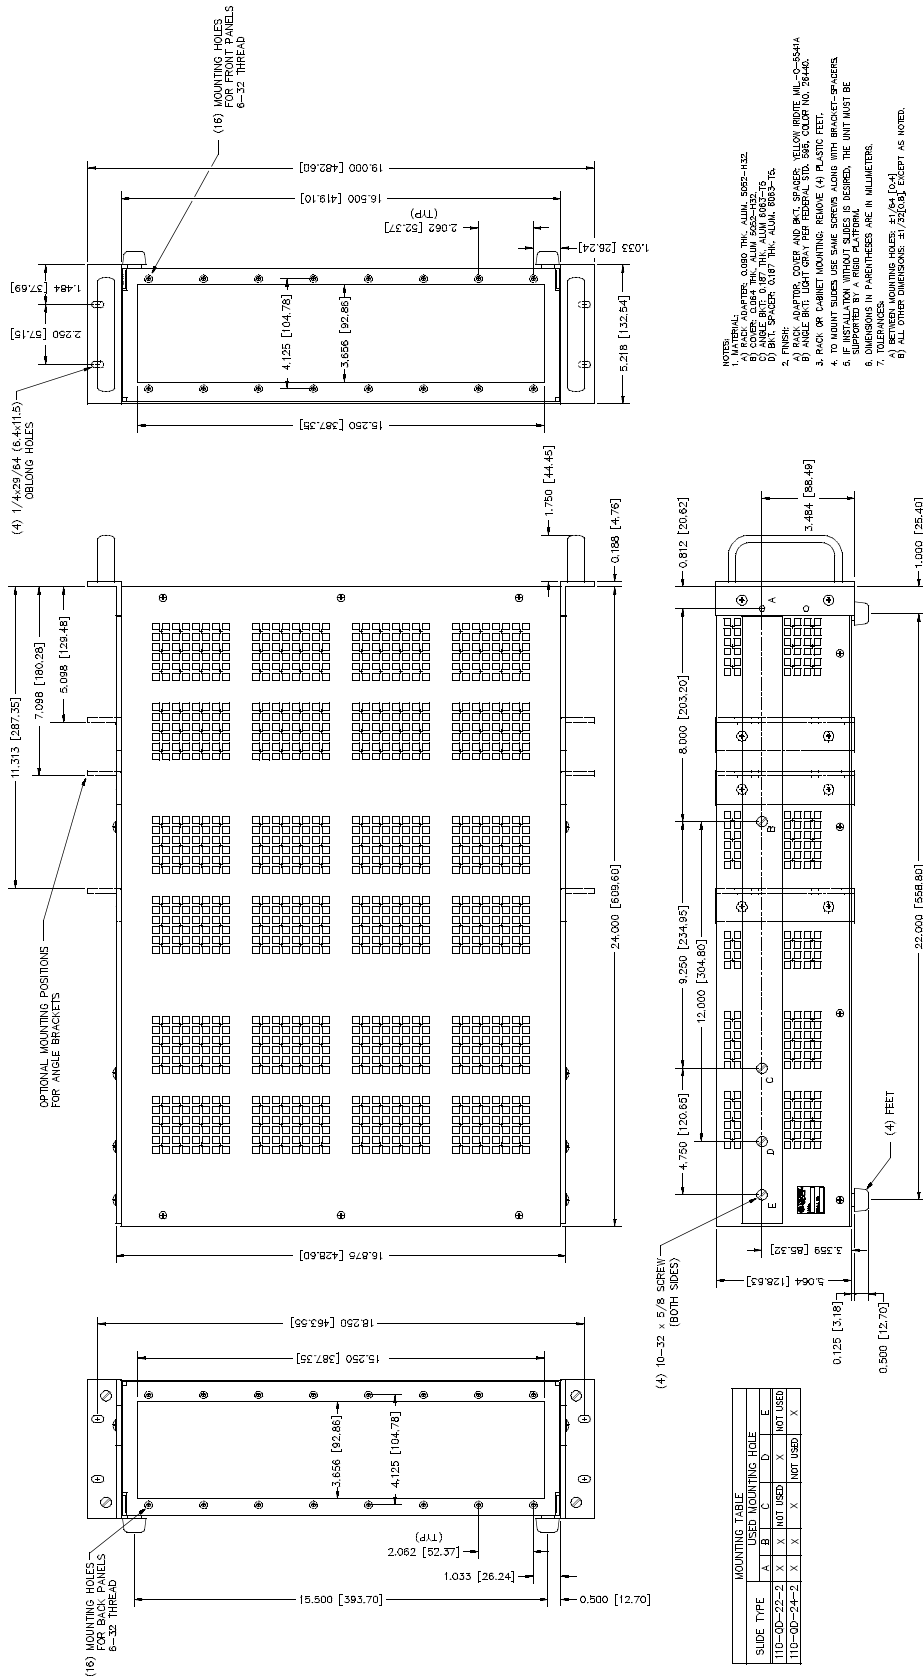 (16) MOUNTING HOLES
FOR FRONT PANELS
6-32 THREAD
19.000 [482.60]
16.500 [419.10]
(TYP)
2.062 [52.37]
1.033 [26.24]
1.484
[37.69]
2.250
[57.15]
4.125 [104.78]
3.656 [92.86]
5.218 [132.54]
15.250 [387.35]
(4) 1/4x29/64 (6.4x11.5)
OBLONG HOLES
NOTES:
1. MATERIAL:
A) RACK ADAPTER: 0.090 THK. ALUM. 5052-H32.
B) COVER: 0.064 THK. ALUM 5052-H32.
C) ANGLE BKT: 0.187 THK. ALUM 6063-T5
D) BKT. SPACER: 0.187 THK. ALUM. 6063-T5.
2. FINISH:
A) RACK ADAPTOR, COVER AND BKT. SPACER: YELLOW IRIDITE MIL-C-5541A
B) ANGLE BKT: LIGHT GRAY PER FEDERAL STD. 595, COLOR NO. 26440.
3. RACK OR CABINET MOUNTING: REMOVE (4) PLASTIC FEET.
4. TO MOUNT SLIDES USE SAME SCREWS ALONG WITH BRACKET-SPACERS.
5. IF INSTALLATION WITHOUT SLIDES IS DESIRED, THE UNIT MUST BE
SUPPORTED BY A RIGID PLATFORM.
6. DIMENSIONS IN PARENTHESES ARE IN MILLIMETERS.
7. TOLERANCES:
A) BETWEEN MOUNTING HOLES: ±1/64 [0.4]
B) ALL OTHER DIMENSIONS: ±1/32[0.8], EXCEPT AS NOTED.
1.750 [44.45]
0.188 [4.76]
11.313 [287.35]
7.098 [180.28]
5.098 [129.48]
OPTIONAL MOUNTING POSITIONS
FOR ANGLE BRACKETS
24.000 [609.60]
16.875 [428.60]
0.812 [20.62]
3.484 [88.49]
1.000 [25.40]
A
8.000 [203.20]
B
9.250 [234.95]
12.000 [304.80]
22.000 [558.80]
C
4.750 [120.65]
D
E
(4) FEET
(4) 10-32 x 5/8 SCREW
(BOTH SIDES)
3.359 [85.32]
5.064 [128.63]
0.125 [3.18]
0.500 [12.70]
18.250 [463.55]
15.250 [387.35]
3.656 [92.86]
4.125 [104.78]
(TYP)
2.062 [52.37]
1.033 [26.24]
15.500 [393.70]
0.500 [12.70]
(16) MOUNTING HOLES
FOR BACK PANELS
6-32 THREAD
MOUNTING TABLE
SLIDE TYPE USED MOUNTING HOLE
A B C D E
110-QD-22-2 X X NOT USED X NOT USED
110-QD-24-2 X X X NOT USED X